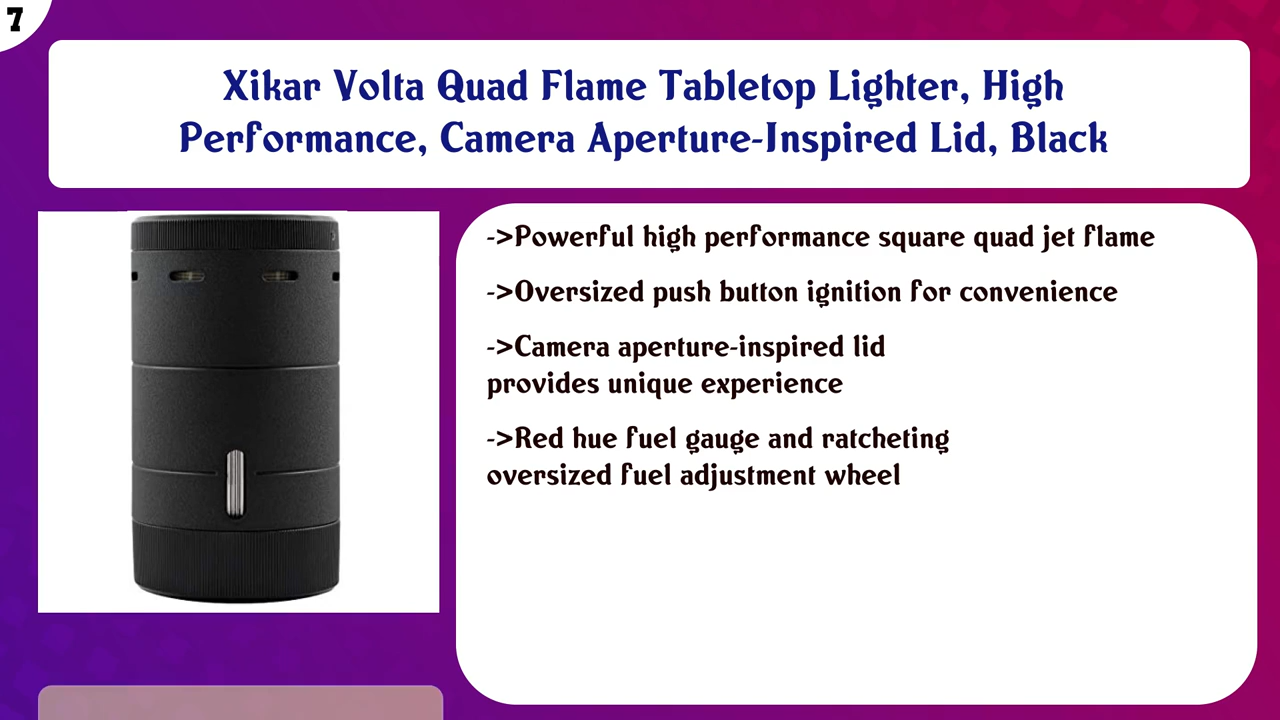 7
Xikar Volta Quad Flame Tabletop Lighter, High
Performance, Camera Aperture-Inspired Lid, Black
->Powerful high performance square quad jet flame
->Oversized push button ignition for convenience
->Camera aperture-inspired lid
provides unique experience
->Red hue fuel gauge and ratcheting
oversized fuel adjustment wheel